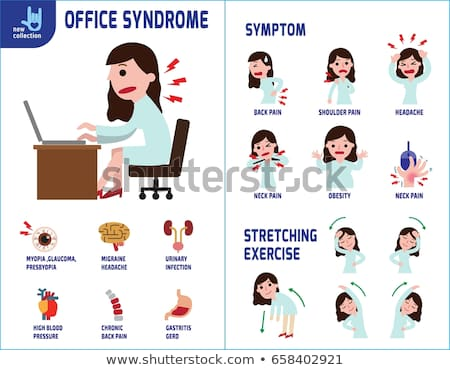 new
collection
OFFICE SYNDROME
MYOPIA ,GLAUCOMA,
PRESBYOPIA
MIGRAINE
HEADACHE
URINARY
INFECTION
HIGH BLOOD
PRESSURE
CHRONIC
BACK PAIN
GASTRITIS
GERD
SYMPTOM
BACK PAIN
SHOULDER PAIN
HEADACHE
NECK PAIN
OBESITY
NECK PAIN
STRETCHING
EXERCISE
shutterstock
www.shutterstock.com · 658402921